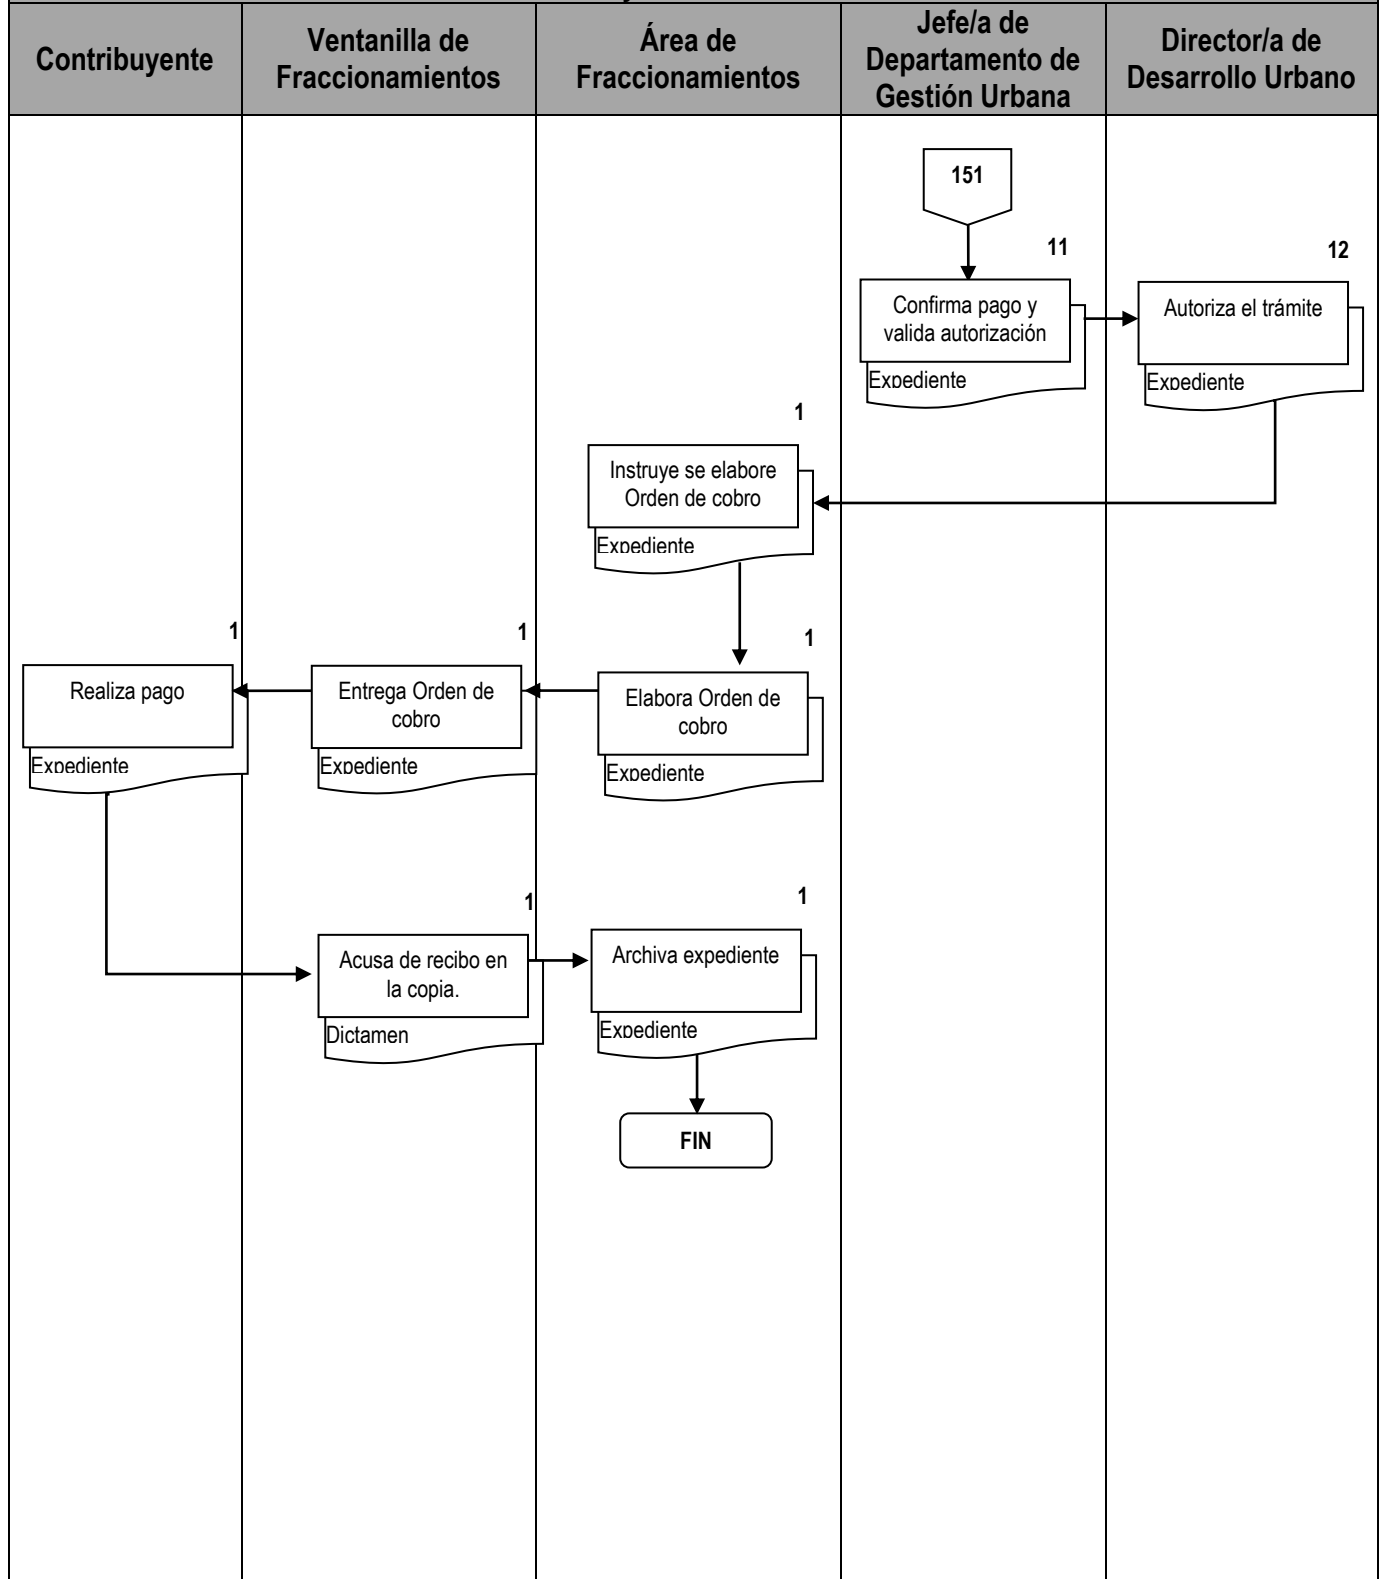 Contribuyente
Ventanilla de
Fraccionamientos
Área de
Fraccionamientos
Jefe/a de
Departamento de
Gestión Urbana
Director/a de
Desarrollo Urbano
151
11
Confirma pago y
valida autorización
Expediente
12
Autoriza el trámite
Expediente
1
Instruye se elabore
Orden de cobro
Expediente
1
Elabora Orden de
cobro
Expediente
1
Entrega Orden de
cobro
Expediente
1
Realiza pago
Expediente
1
Acusa de recibo en
la copia.
Dictamen
1
Archiva expediente
Expediente
FIN